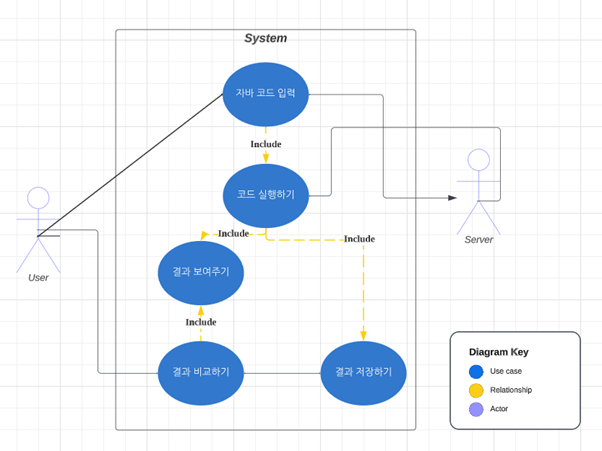 System
자바 코드 입력
Include
코드 실행하기
Include
Include
결과 보여주기
Include
결과 비교하기
결과 저장하기
User
Server
Diagram Key
Use case
Relationship
Actor